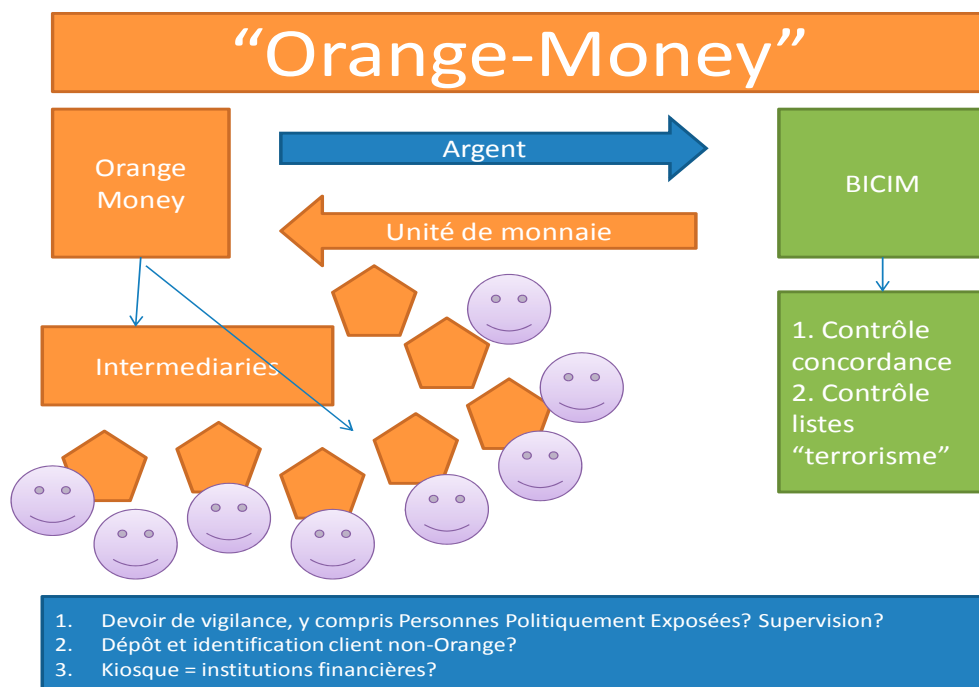 “Orange-Money”
Orange
Money
Argent
BICIM
Unité de monnaie
Intermediaries
1. Contrôle
concordance
2. Contrôle
listes
“terrorisme”
1. Devoir de vigilance, y compris Personnes Politiquement Exposées? Supervision?
2. Dépôt et identification client non-Orange?
3. Kiosque = institutions financières?